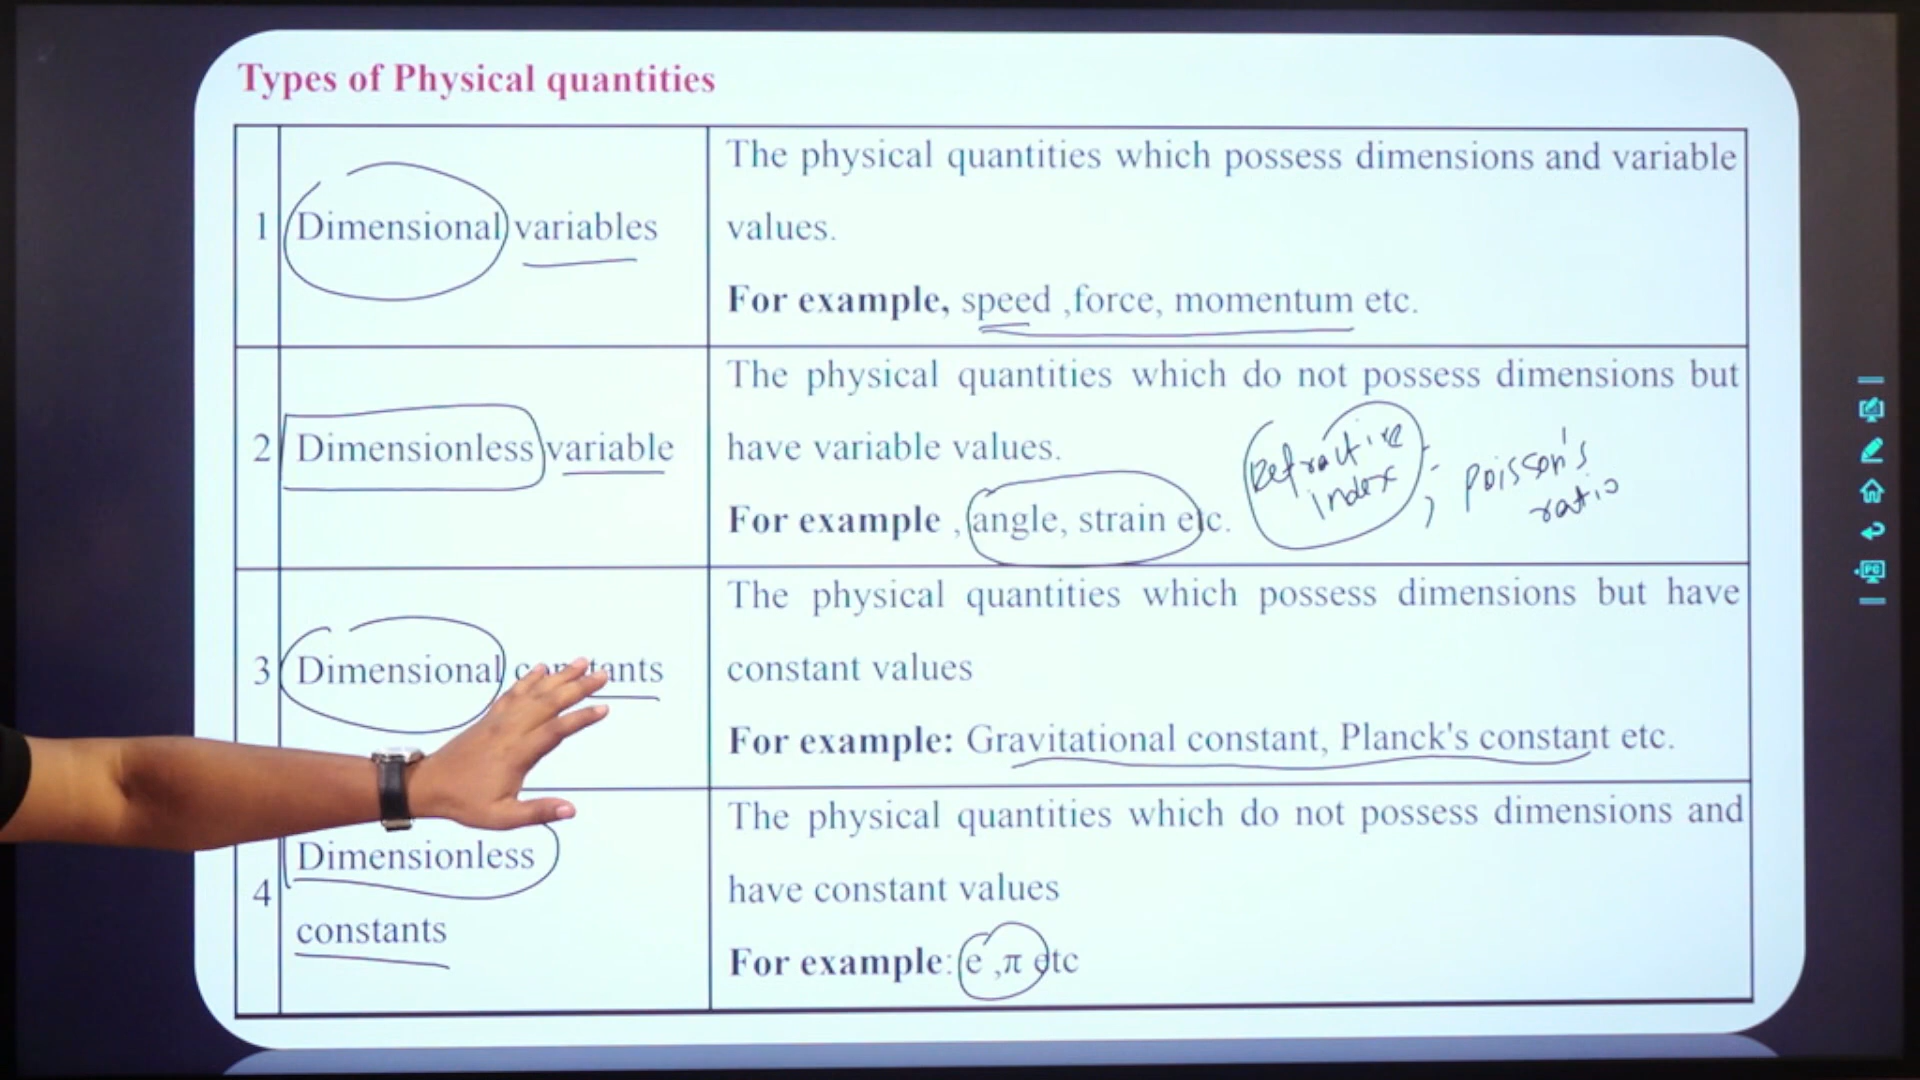 Types of Physical quantities
1 Dimensional variables
The physical quantities which possess dimensions and variable
values.
For example, speed ,force, momentum etc.
2 Dimensionless variable
The physical quantities which do not possess dimensions but
have variable values.
For example , angle, strain etc.
Refractive
index , Poisson's
ratio
3 Dimensional constants
The physical quantities which possess dimensions but have
constant values
For example: Gravitational constant, Planck's constant etc.
4 Dimensionless
constants
The physical quantities which do not possess dimensions and
have constant values
For example: e ,π etc
PC